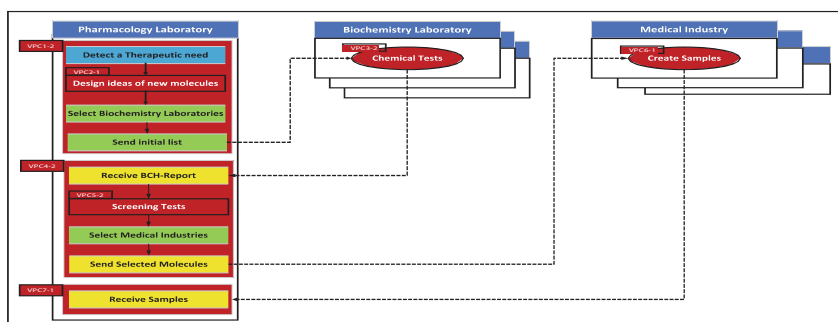 Pharmacology Laboratory
VPC1-2
Detect a Therapeutic need
VPC2-1
Design ideas of new molecules
Select Biochemistry Laboratories
Send initial list
VPC4-2
Receive BCH-Report
VPC5-2
Screening Tests
Select Medical Industries
Send Selected Molecules
VPC7-1
Receive Samples
Biochemistry Laboratory
VPC3-2
Chemical Tests
Medical Industry
VPC6-1
Create Samples